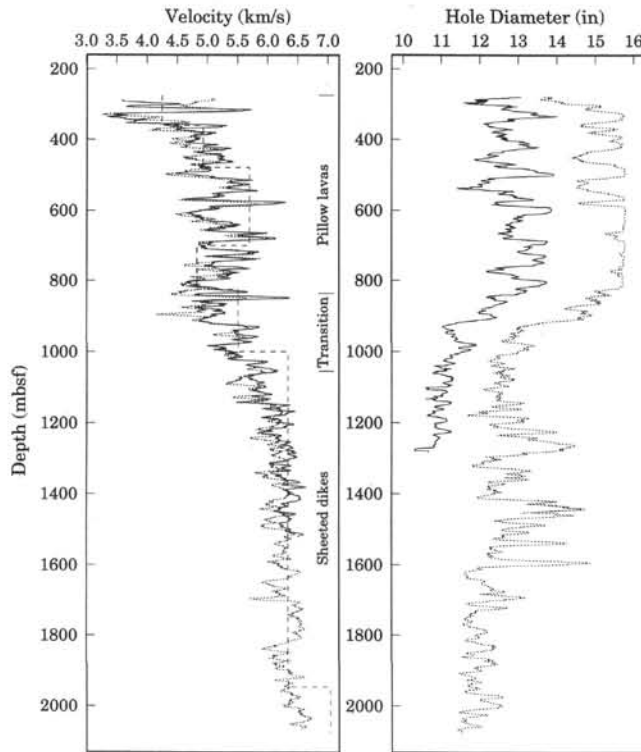 Velocity (km/s)
3.0 4.0 4.5 5.0 5.5 6.0 6.5 7.0
Hole Diameter (in)
10 11 12 13 14 15 16
200
400
600
800
1000
1200
1400
1600
1800
2000
Depth (mbsf)
Pillow lavas
Transition
Sheeted dikes
200
400
600
800
1000
1200
1400
1600
1800
2000